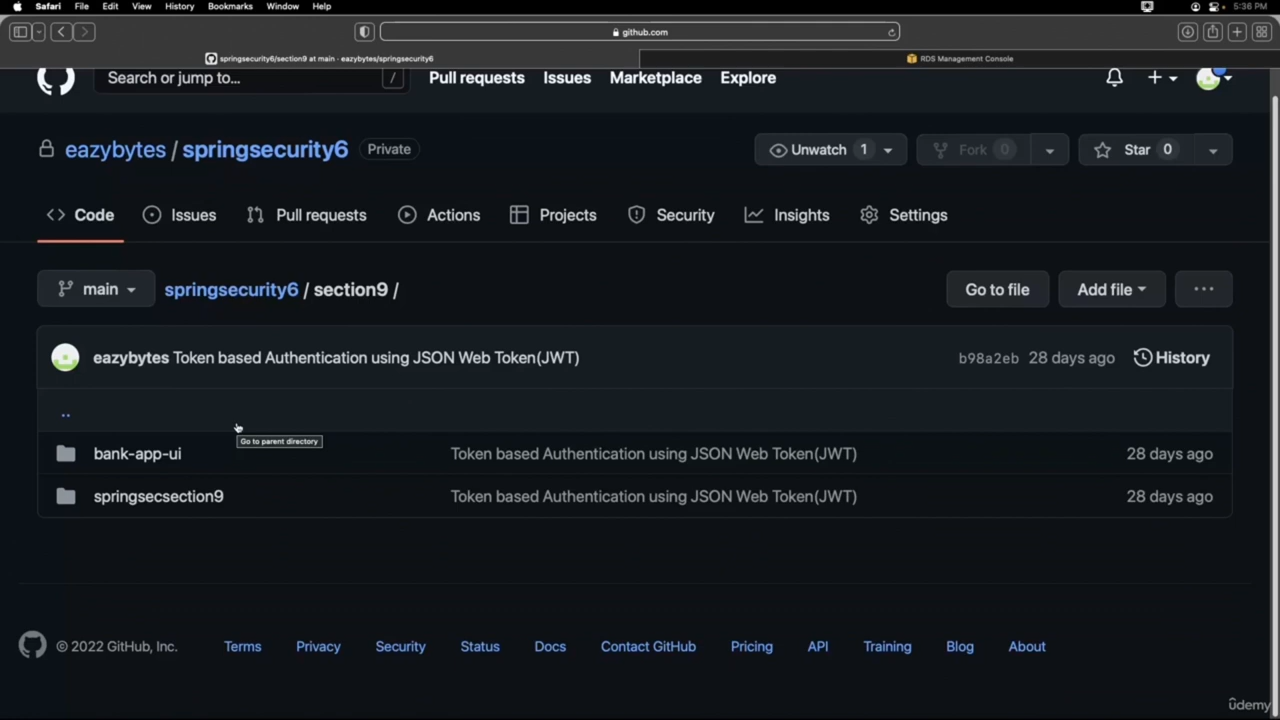 Safari File Edit View History Bookmarks Window Help 5:36 PM
github.com
springsecurity6/section9 at main · eazybytes/springsecurity6 RDS Management Console
Search or jump to... / Pull requests Issues Marketplace Explore
eazybytes / springsecurity6 Private Unwatch 1 Fork 0 Star 0
Code Issues Pull requests Actions Projects Security Insights Settings
main springsecurity6 / section9 / Go to file Add file ...
eazybytes Token based Authentication using JSON Web Token(JWT) b98a2eb 28 days ago History
..
Go to parent directory
bank-app-ui Token based Authentication using JSON Web Token(JWT) 28 days ago
springsecsection9 Token based Authentication using JSON Web Token(JWT) 28 days ago
© 2022 GitHub, Inc. Terms Privacy Security Status Docs Contact GitHub Pricing API Training Blog About
ûdemy